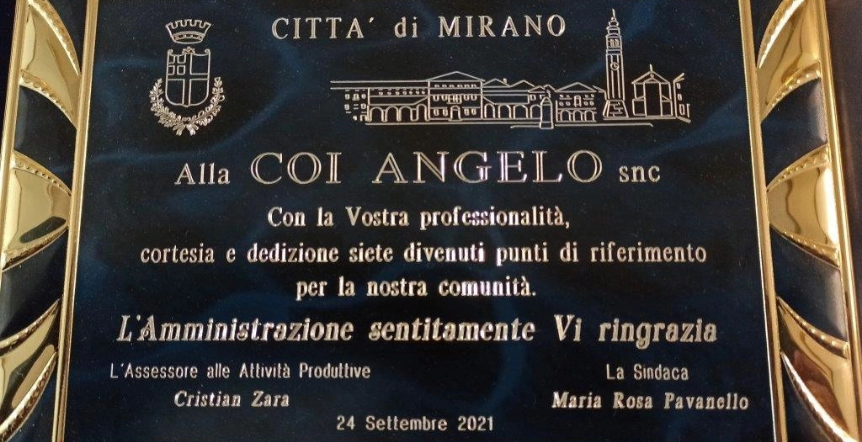 CITTA' di MIRANO
Alla COI ANGELO snc
Con la Vostra professionalità,
cortesia e dedizione siete divenuti punti di riferimento
per la nostra comunità.
L'Amministrazione sentitamente Vi ringrazia
L'Assessore alle Attività Produttive
Cristian Zara
La Sindaca
Maria Rosa Pavanello
24 Settembre 2021